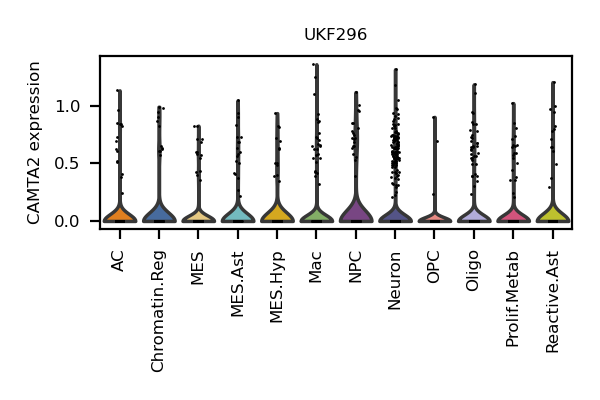 UKF296
CAMTA2 expression
1.0
0.5
0.0
AC
Chromatin.Reg
MES
MES.Ast
MES.Hyp
Mac
NPC
Neuron
OPC
Oligo
Prolif.Metab
Reactive.Ast